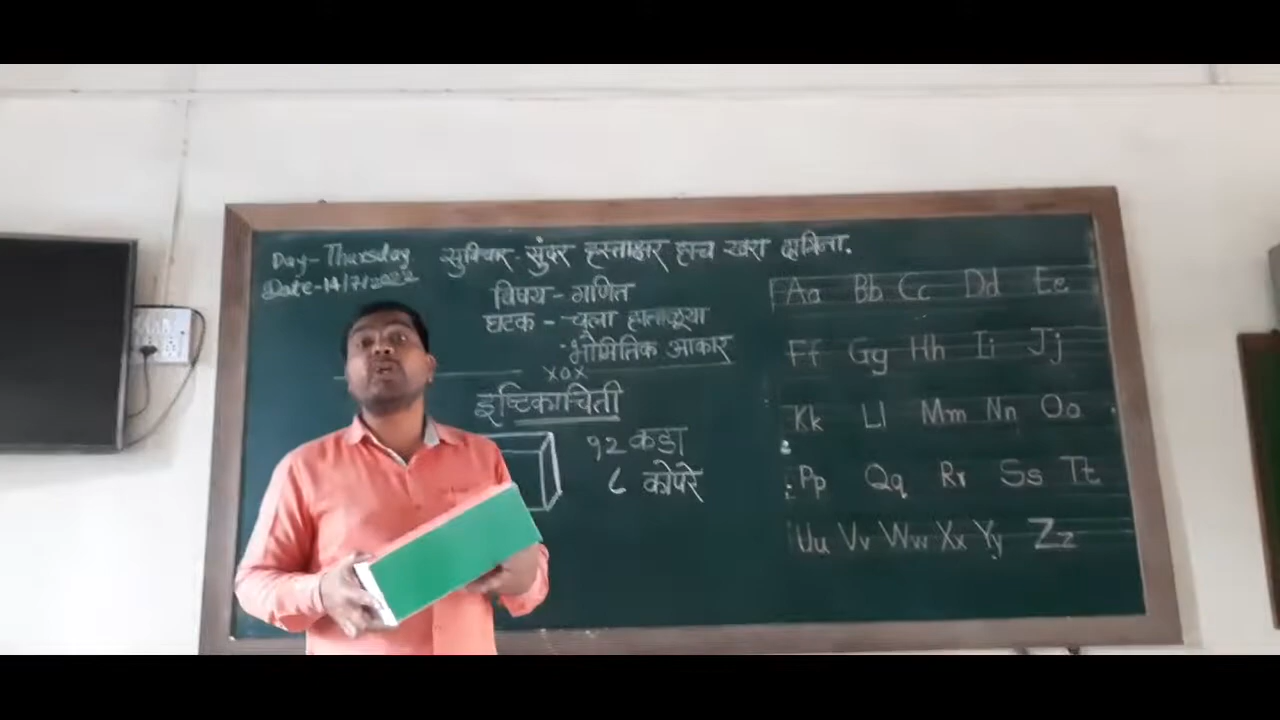 Day-Thursday
Date-14/7/2022
सुविचार- सुंदर हस्ताक्षर हाच खरा दागिना.
विषय - गणित
घटक - चला हाताळूया
भौमितिक आकार
xox
इष्टिकाचिती
१२ कडा
८ कोपरे
Aa Bb Cc Dd Ee
Ff Gg Hh Ii Jj
Kk Ll Mm Nn Oo
Pp Qq Rr Ss Tt
Uu Vv Ww Xx Yy Zz